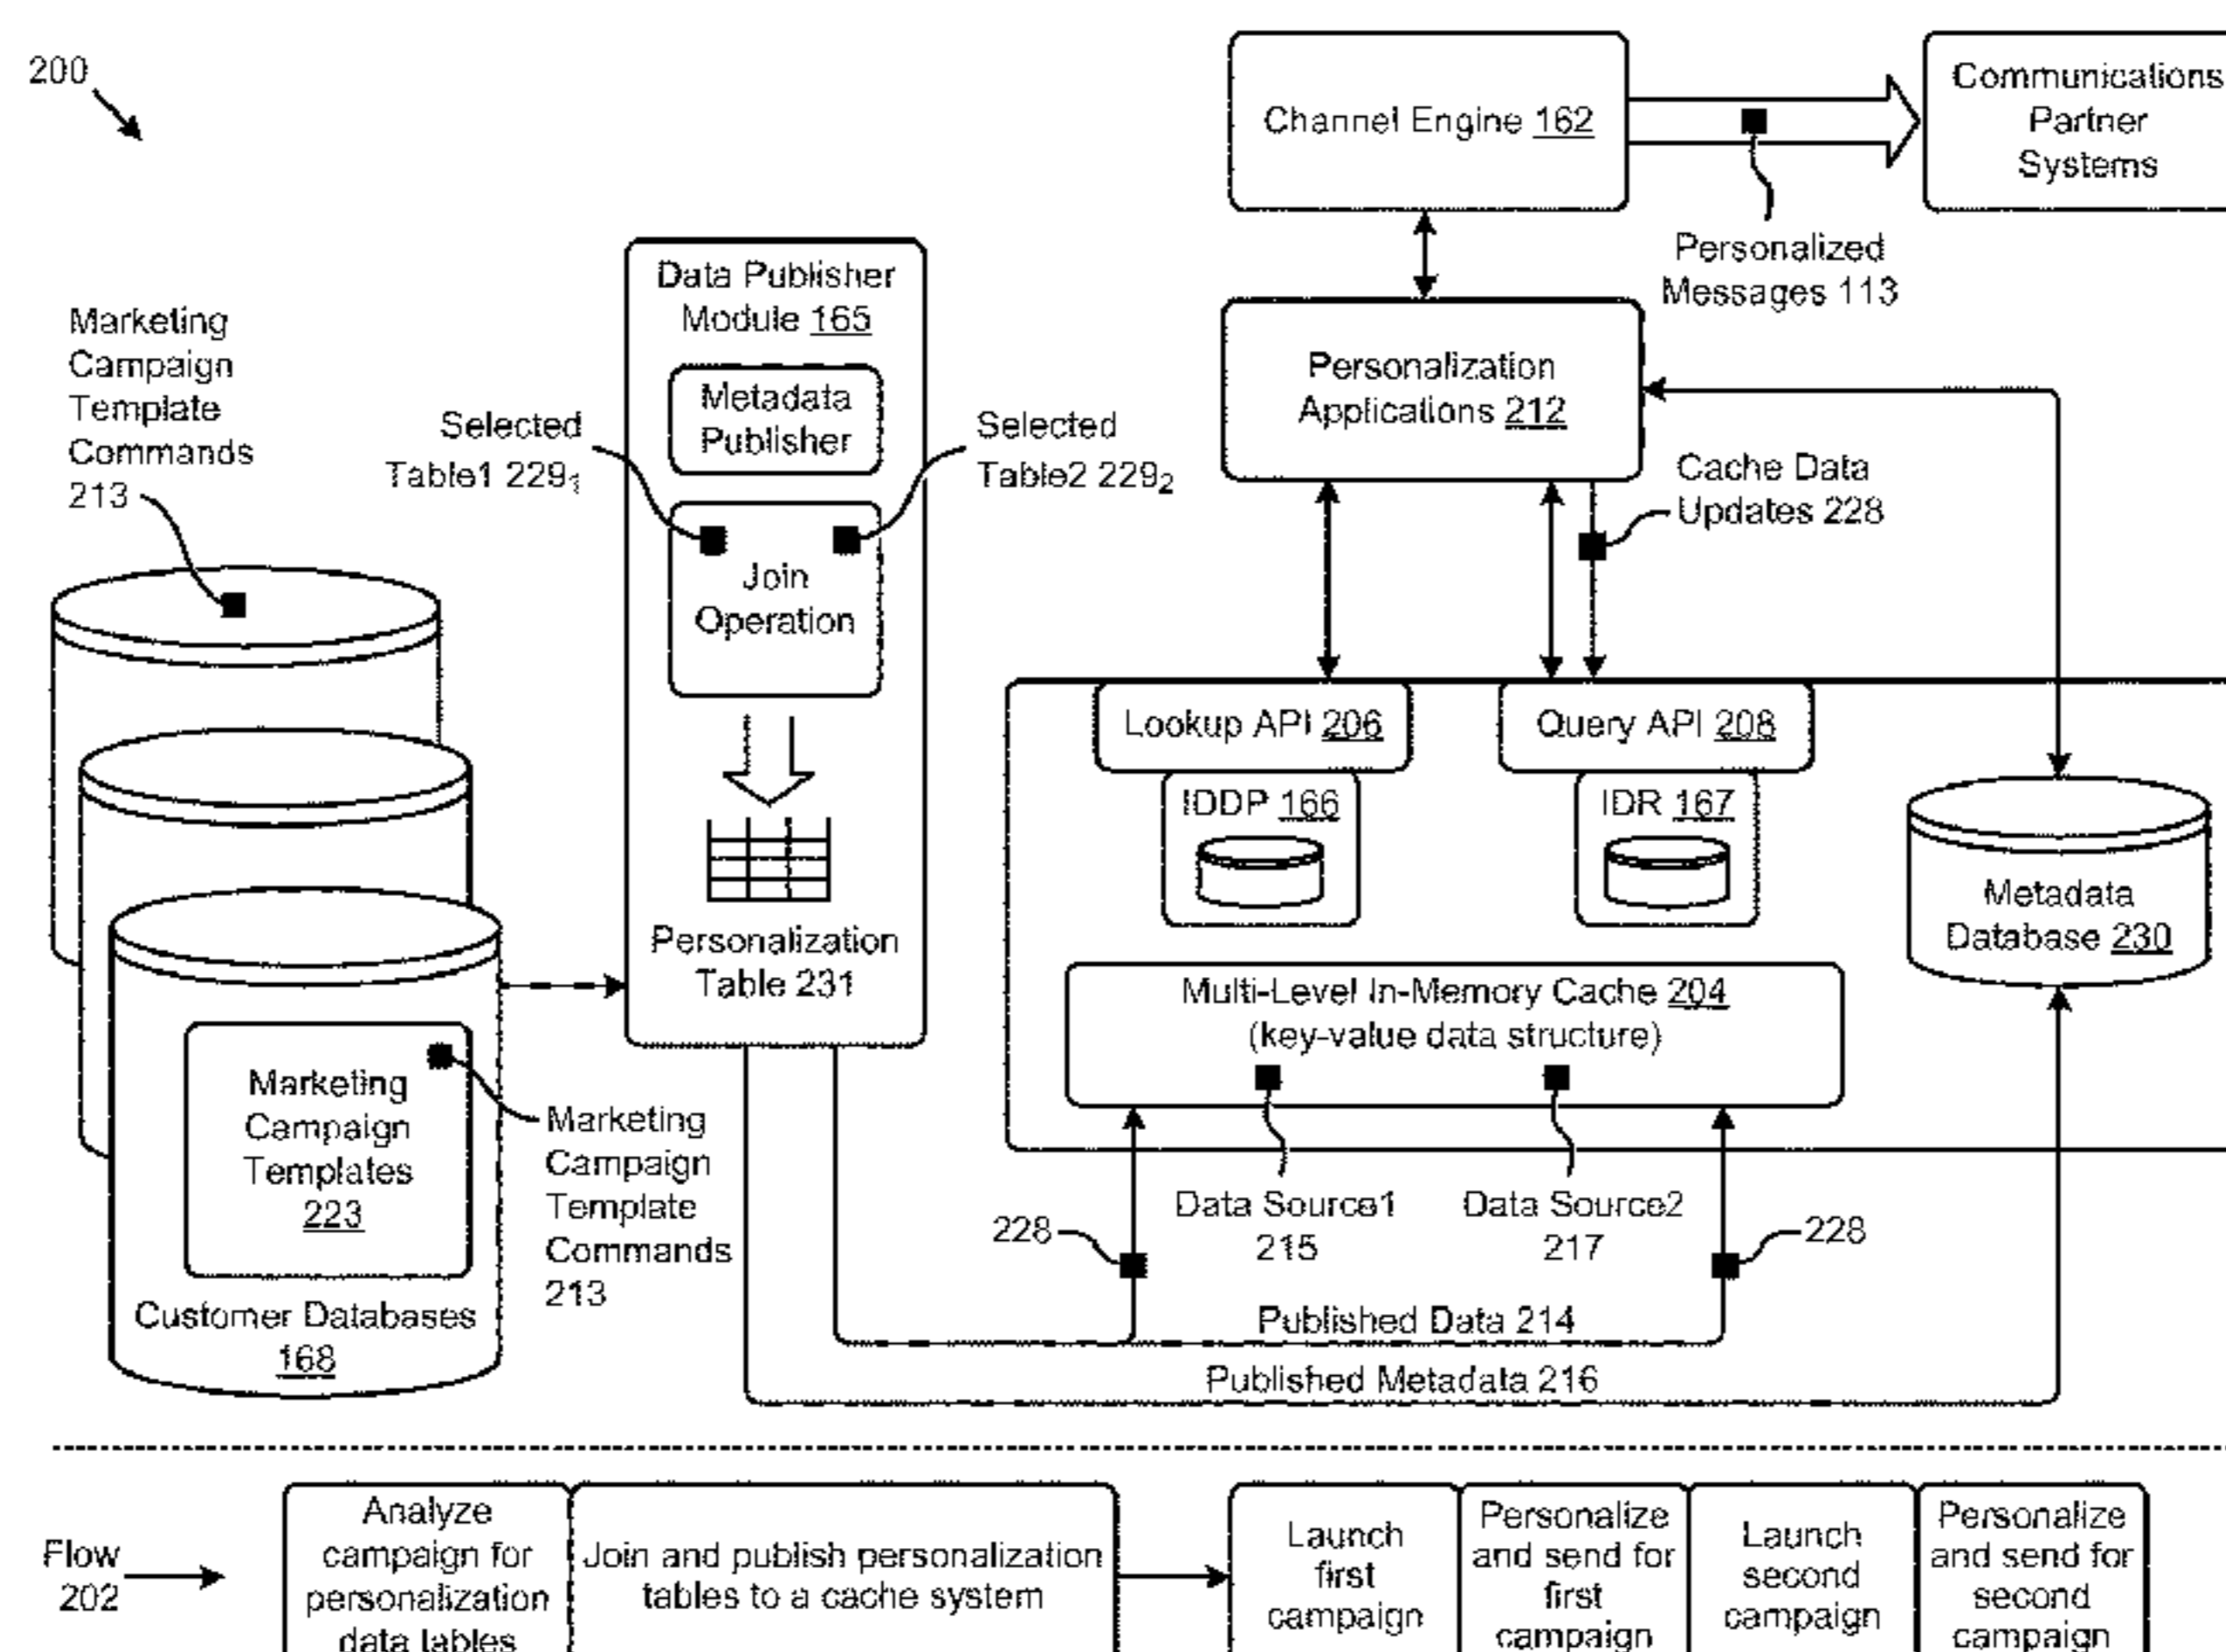 200
Channel Engine 162
Communications
Partner
Systems
Personalized
Messages 113
Data Publisher
Module 165
Metadata
Publisher
Marketing
Campaign
Template
Commands
213
Selected
Table1 229₁
Selected
Table2 229₂
Join
Operation
Personalization
Applications 212
Cache Data
Updates 228
Lookup API 206
Query API 208
IDDP 166
IDR 167
Metadata
Database 230
Personalization
Table 231
Multi-Level In-Memory Cache 204
(key-value data structure)
Marketing
Campaign
Templates
223
Marketing
Campaign
Template
Commands
213
Customer Databases
168
228
Data Source1
215
Data Source2
217
228
Published Data 214
Published Metadata 216
Flow
202
Analyze
campaign for
personalization
data tables
Join and publish personalization
tables to a cache system
Launch
first
campaign
Personalize
and send for
first
campaign
Launch
second
campaign
Personalize
and send for
second
campaign